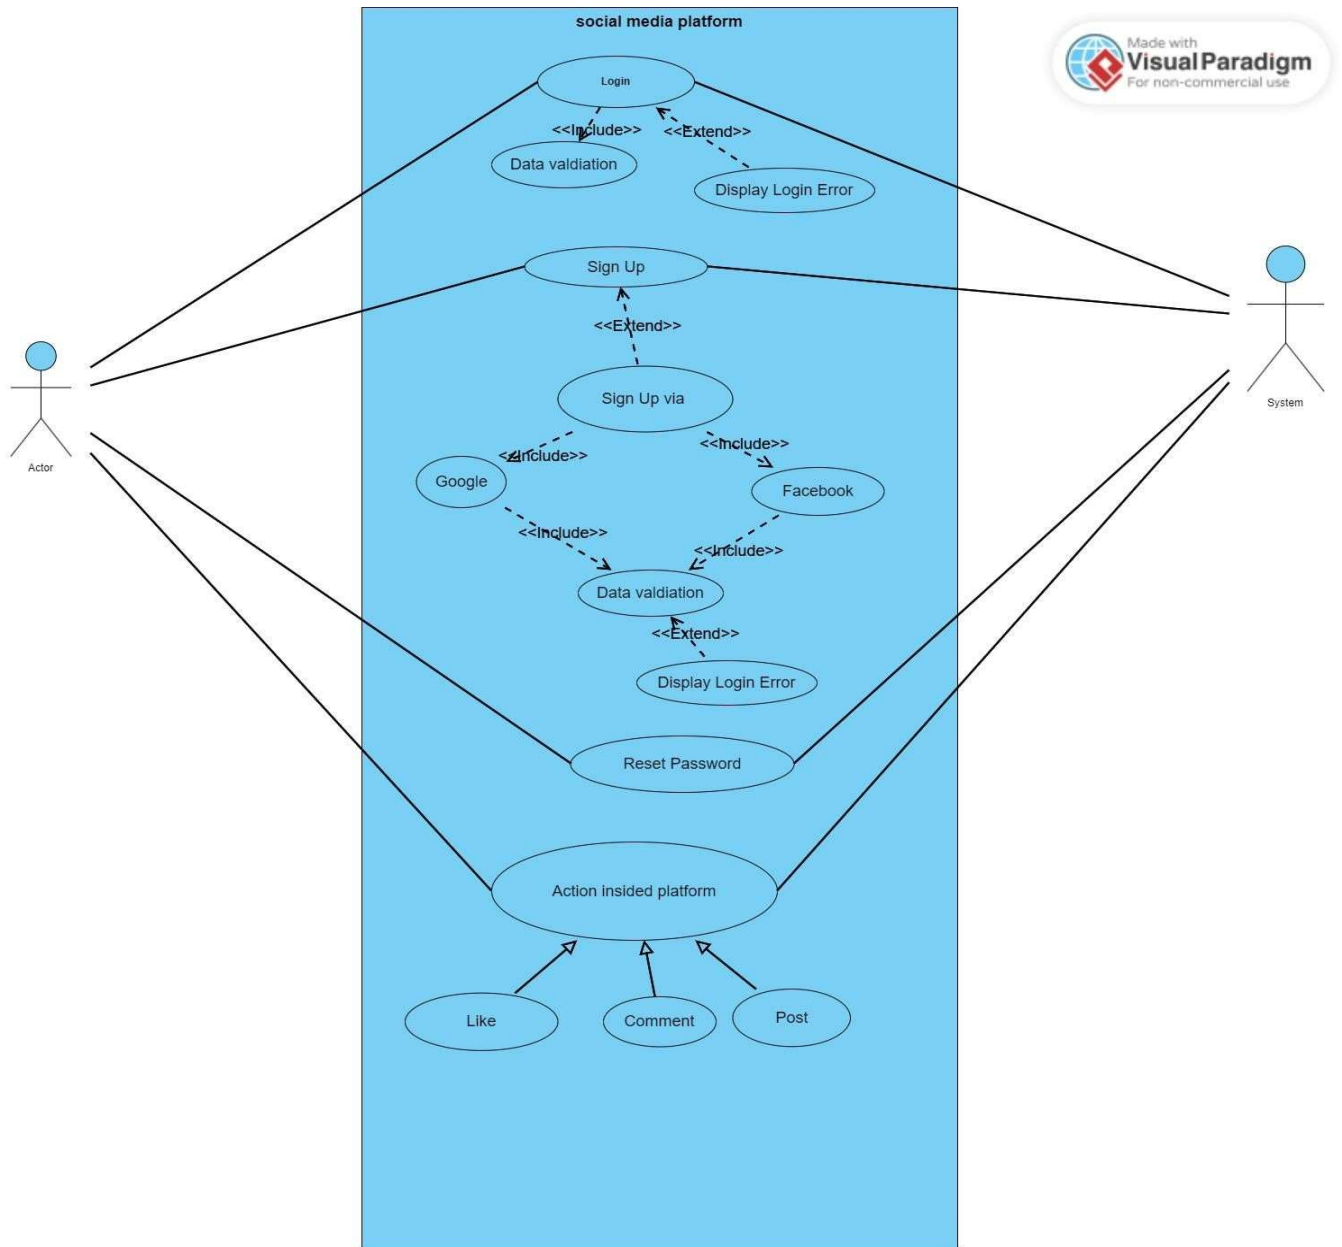 social media platform
Made with
Visual Paradigm
For non-commercial use
Login
<<Include>>
<<Extend>>
Data valdiation
Display Login Error
Sign Up
<<Extend>>
Sign Up via
<<Include>>
<<Include>>
Google
Facebook
<<Include>>
<<Include>>
Data valdiation
<<Extend>>
Display Login Error
Reset Password
Action insided platform
Like
Comment
Post
Actor
System